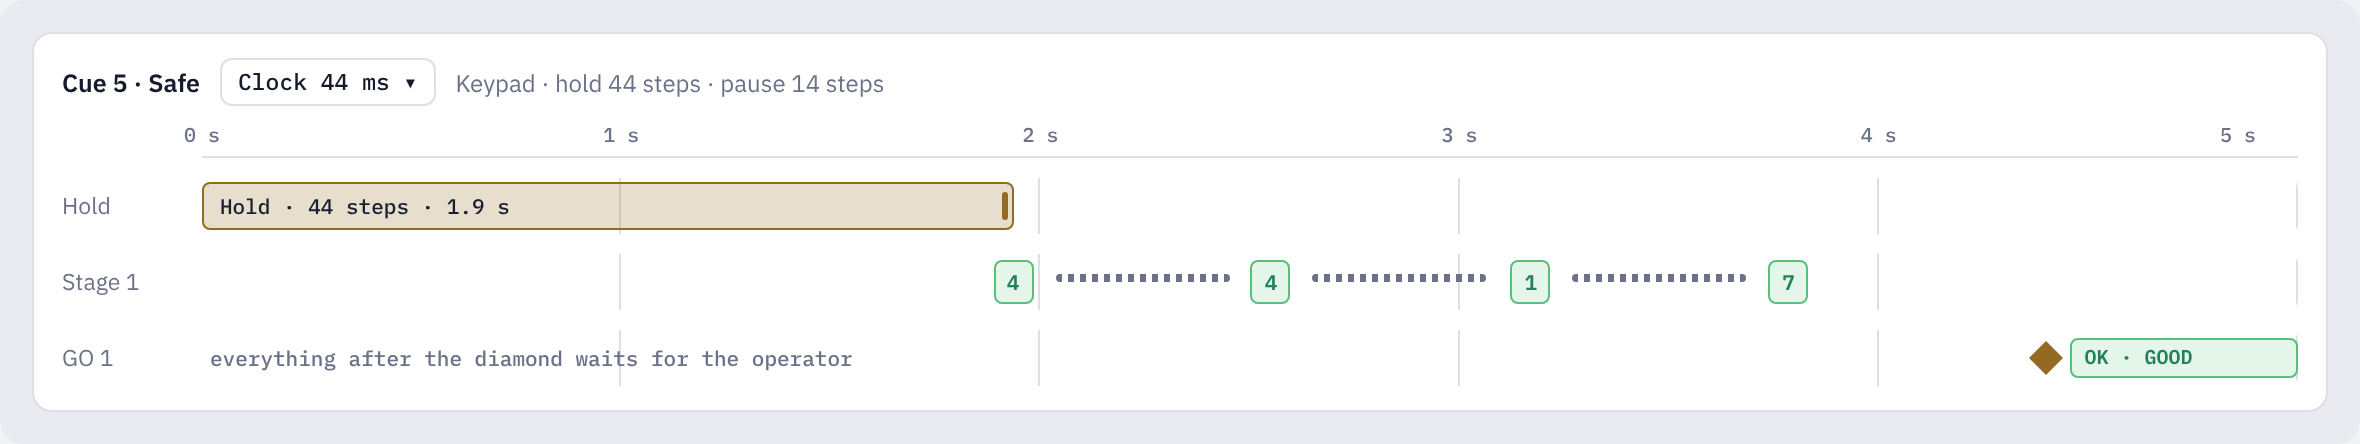 Cue 5 · Safe Clock 44 ms ▾ Keypad · hold 44 steps · pause 14 steps
0 s 1 s 2 s 3 s 4 s 5 s
Hold Hold · 44 steps · 1.9 s
Stage 1 4 4 1 7
GO 1 everything after the diamond waits for the operator OK · GOOD